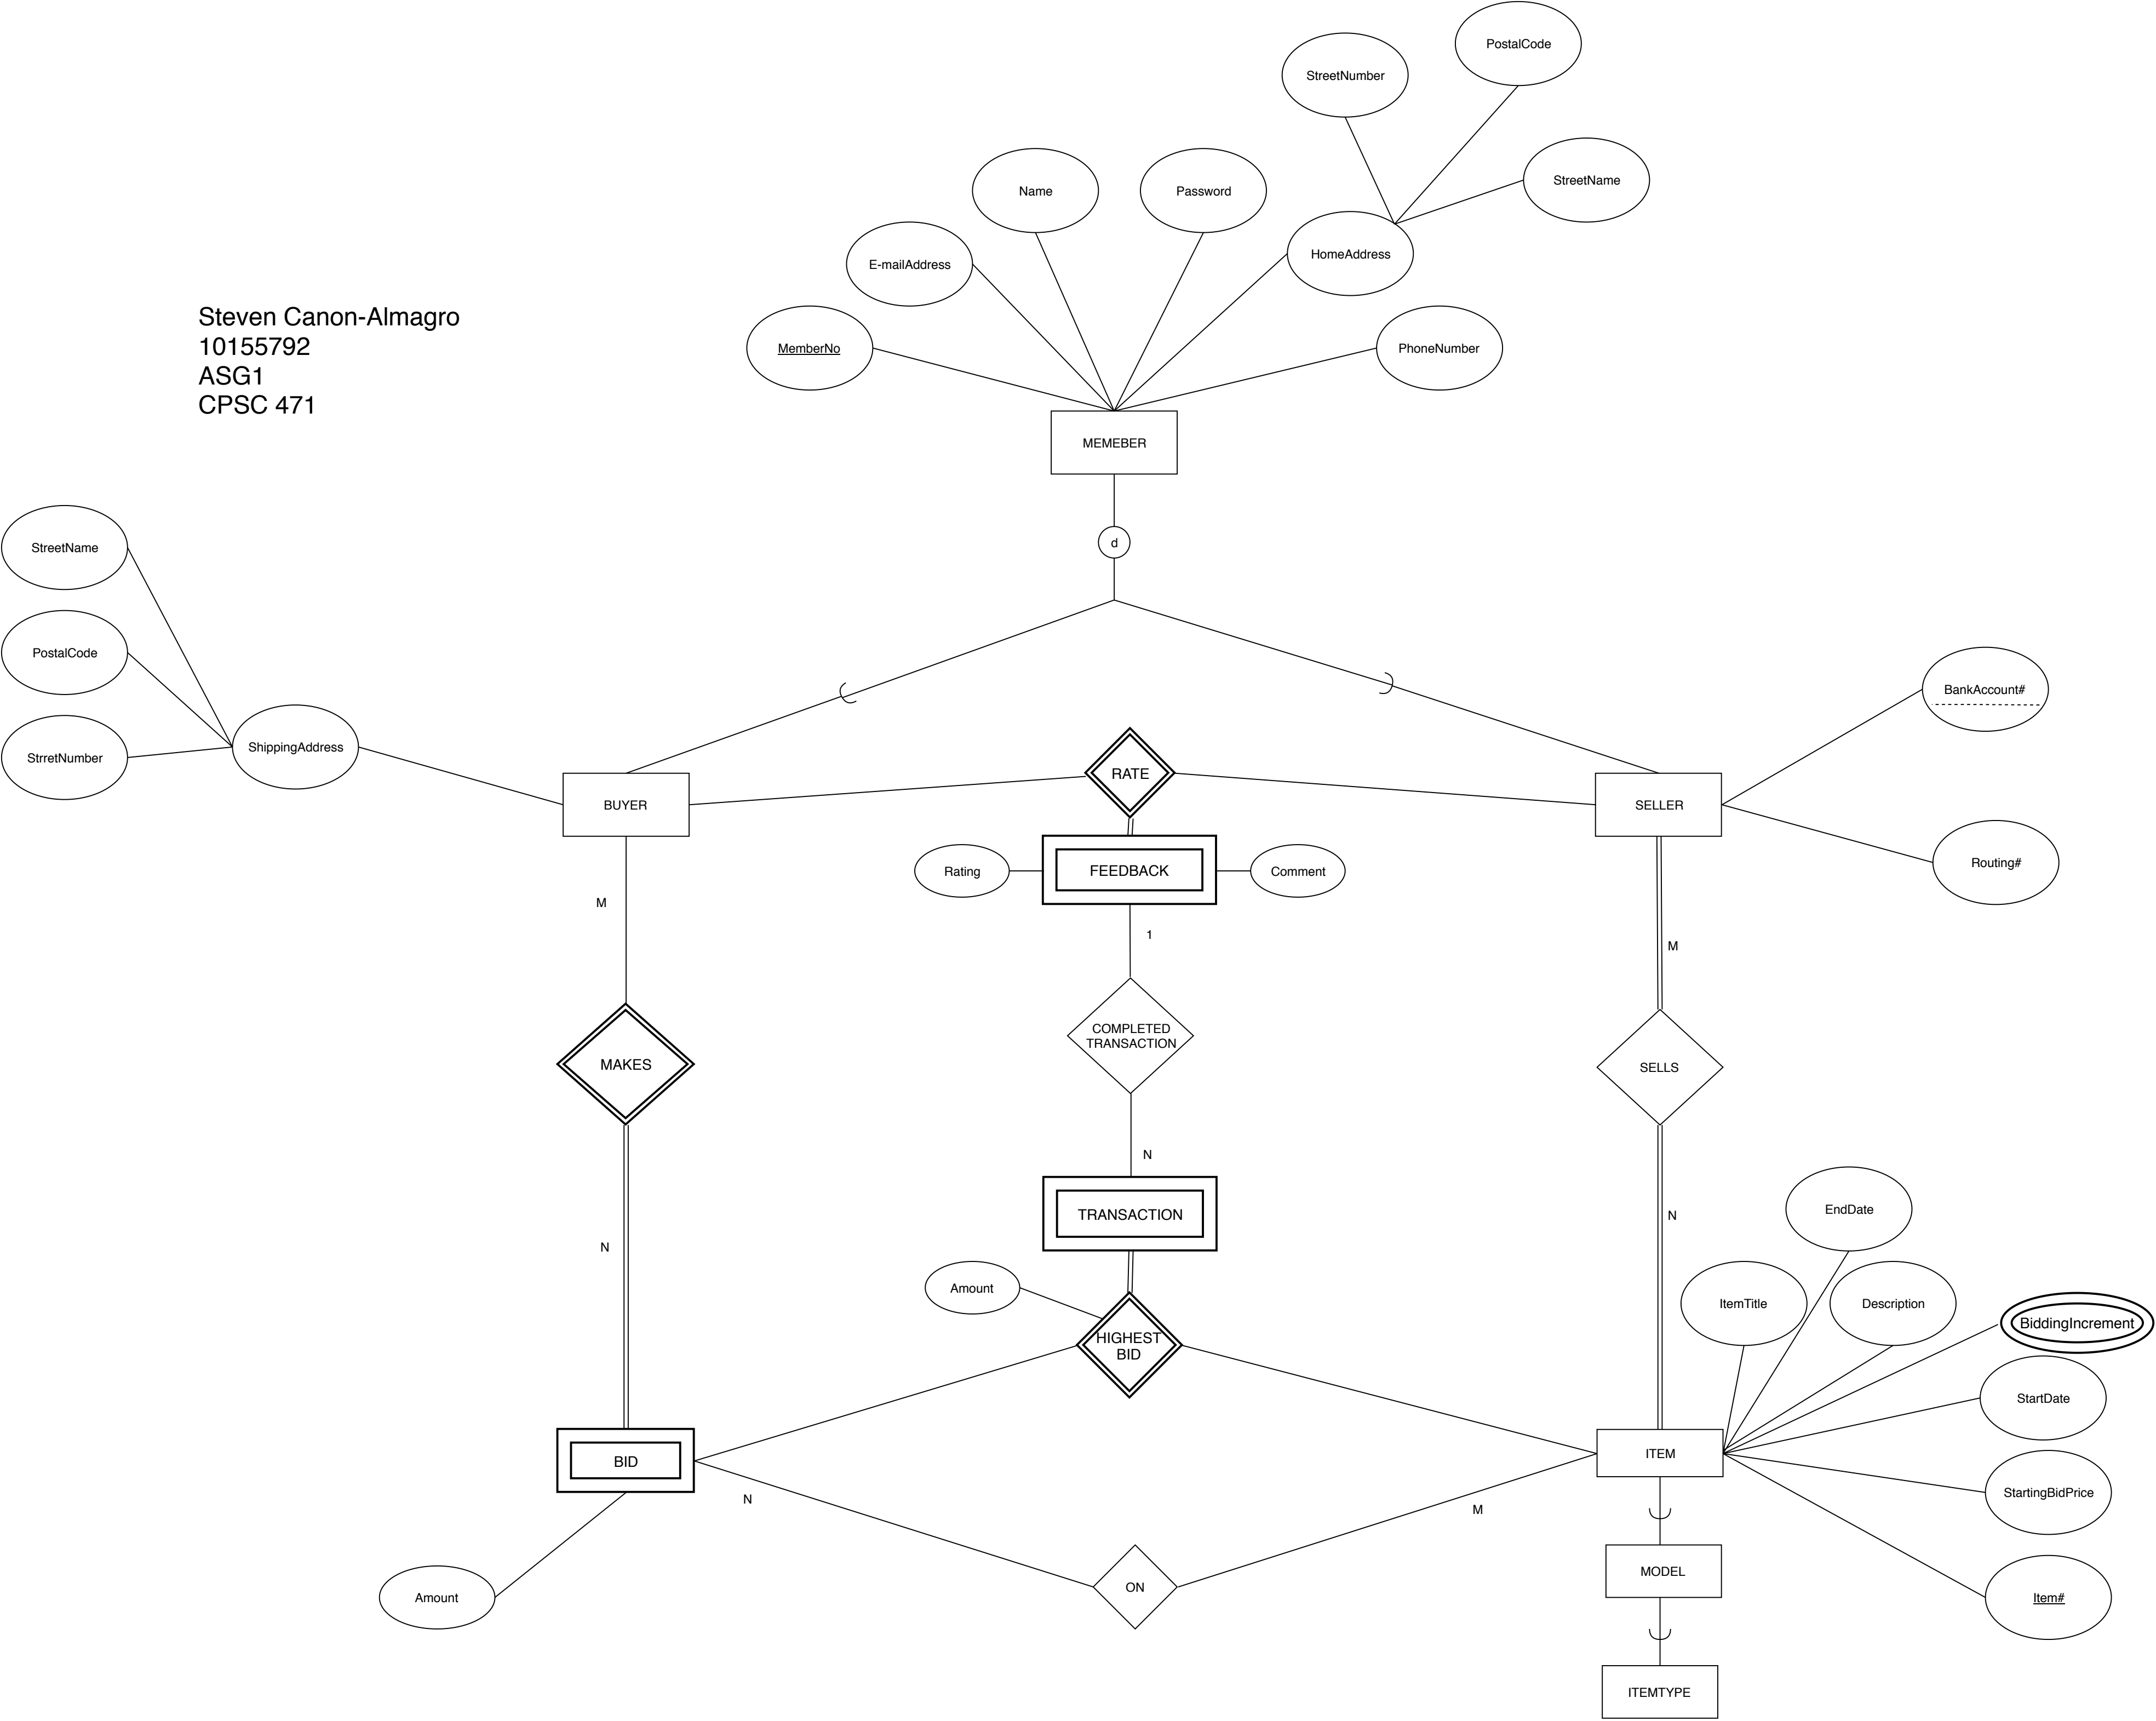 PostalCode
StreetNumber
StreetName
Name
Password
HomeAddress
E-mailAddress
Steven Canon-Almagro
10155792
ASG1
CPSC 471
MemberNo
PhoneNumber
MEMEBER
d
StreetName
PostalCode
StrretNumber
ShippingAddress
BankAccount#
BUYER
RATE
SELLER
Routing#
Rating
FEEDBACK
Comment
M
1
M
COMPLETED
TRANSACTION
MAKES
SELLS
N
N
TRANSACTION
N
EndDate
Amount
ItemTitle
Description
BiddingIncrement
HIGHEST
BID
StartDate
BID
ITEM
N
M
StartingBidPrice
MODEL
Amount
ON
Item#
ITEMTYPE